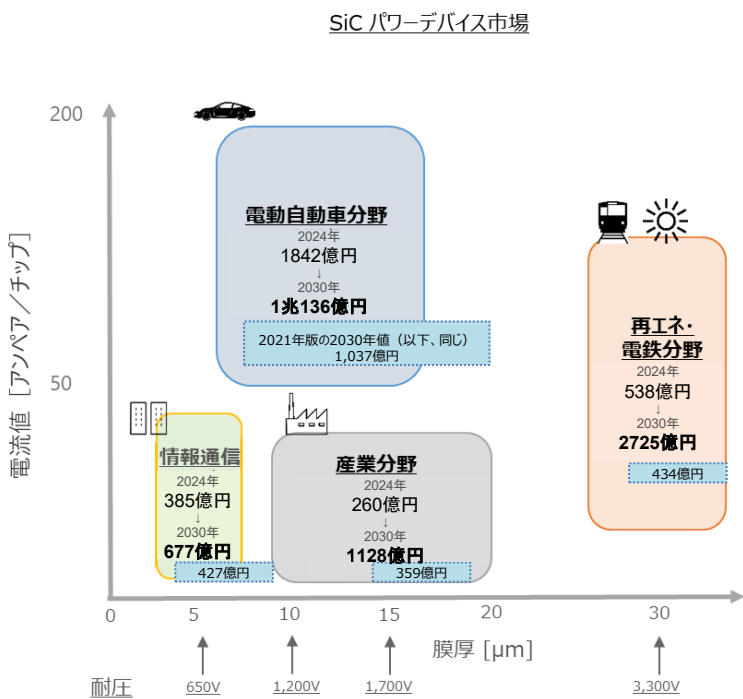 SiC パワーデバイス市場
200
電動自動車分野
2024年
1842億円
↓
2030年
1兆136億円
2021年版の2030年値（以下、同じ）
1,037億円
再エネ・
電鉄分野
2024年
538億円
↓
2030年
2725億円
434億円
電流値 [アンペア／チップ]
50
情報通信
2024年
385億円
↓
2030年
677億円
427億円
産業分野
2024年
260億円
↓
2030年
1128億円
359億円
0 5 10 15 20 30
膜厚 [μm]
耐圧 650V 1,200V 1,700V 3,300V